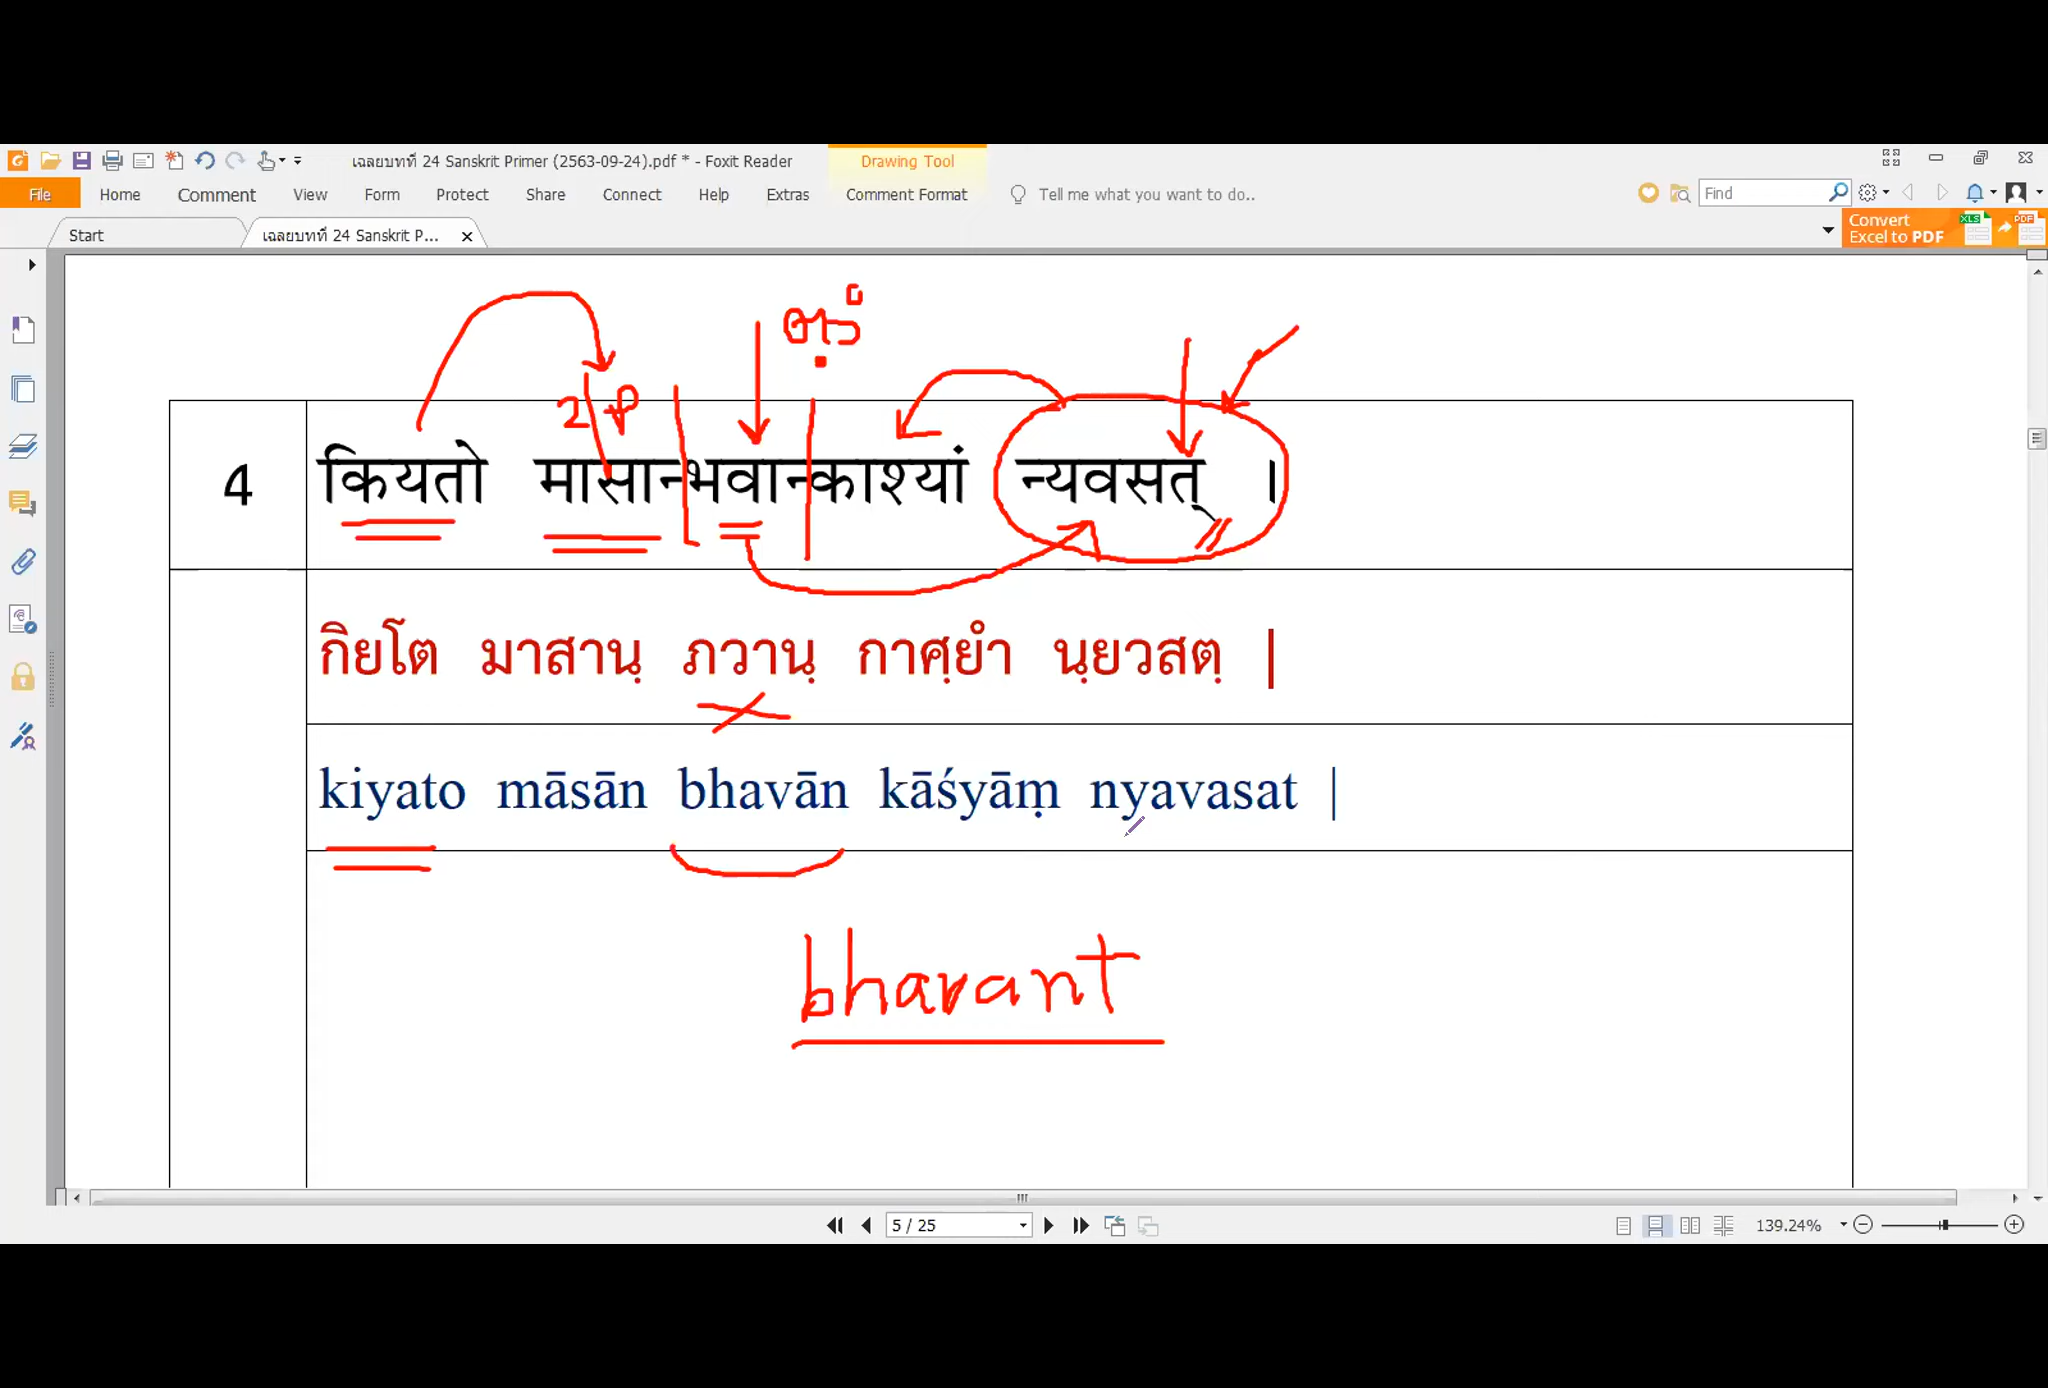 เฉลยบทที่ 24 Sanskrit Primer (2563-09-24).pdf * - Foxit Reader
Drawing Tool
File Home Comment View Form Protect Share Connect Help Extras Comment Format Tell me what you want to do.. Find
Start
เฉลยบทที่ 24 Sanskrit P...
Convert
Excel to PDF
2 p
4
कियतो मासान्भवान्काश्यां न्यवसत् ।
กิยโต มาสานฺ ภวานฺ กาศฺยำ นฺยวสตฺ |
kiyato māsān bhavān kāśyāṃ nyavasat |
bhavant
5 / 25
139.24%